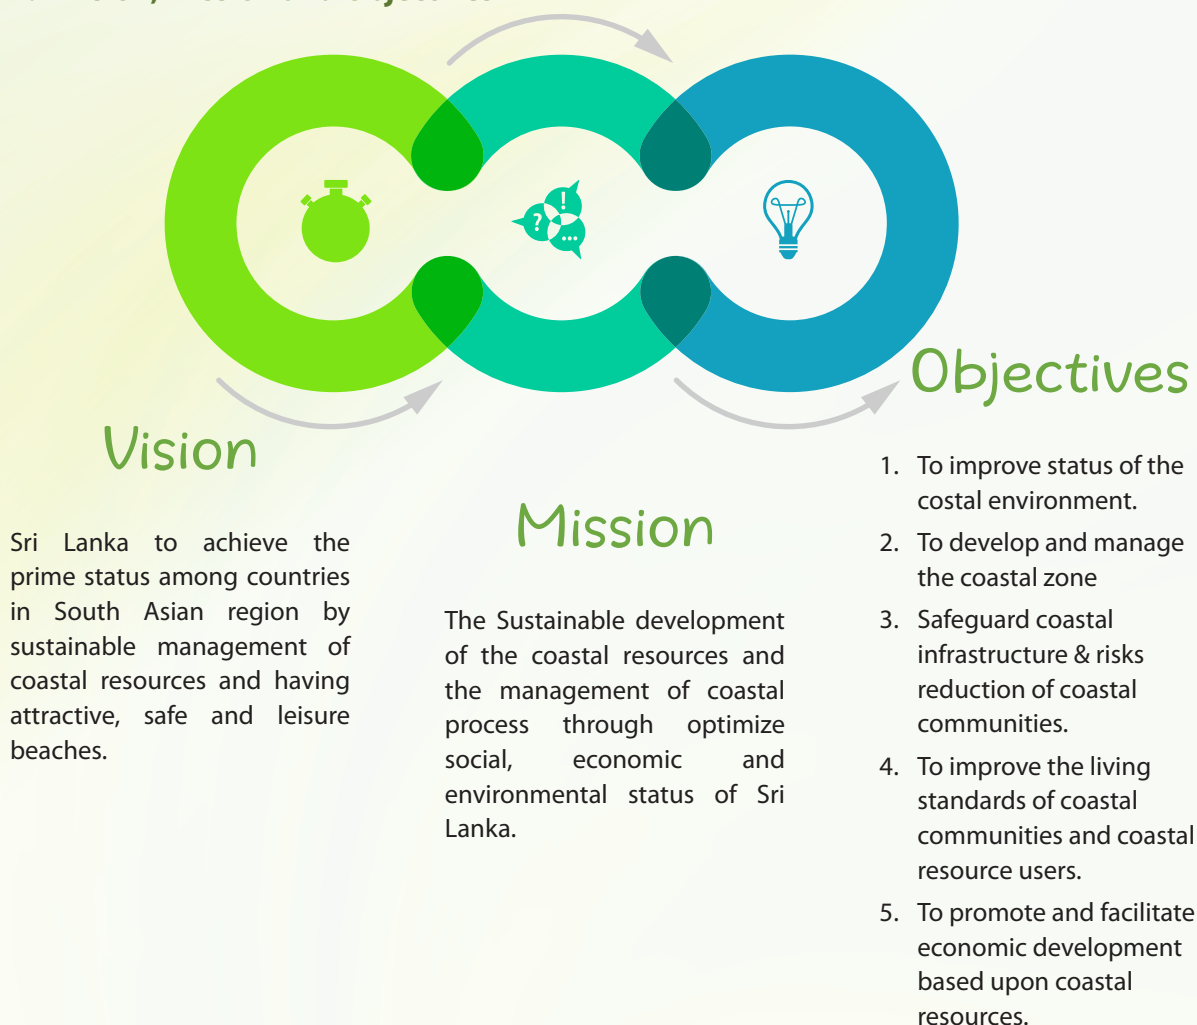 Vision
Sri Lanka to achieve the
prime status among countries
in South Asian region by
sustainable management of
coastal resources and having
attractive, safe and leisure
beaches.
Mission
The Sustainable development
of the coastal resources and
the management of coastal
process through optimize
social, economic and
environmental status of Sri
Lanka.
Objectives
1. To improve status of the
costal environment.
2. To develop and manage
the coastal zone
3. Safeguard coastal
infrastructure & risks
reduction of coastal
communities.
4. To improve the living
standards of coastal
communities and coastal
resource users.
5. To promote and facilitate
economic development
based upon coastal
resources.